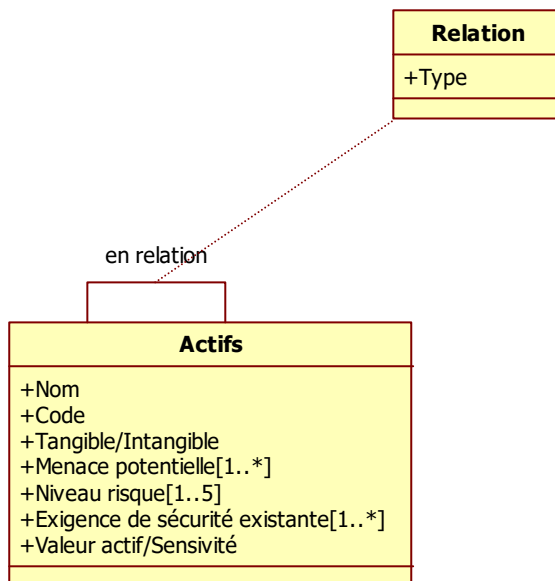 Relation
+Type
en relation
Actifs
+Nom
+Code
+Tangible/Intangible
+Menace potentielle[1..*]
+Niveau risque[1..5]
+Exigence de sécurité existante[1..*]
+Valeur actif/Sensivité